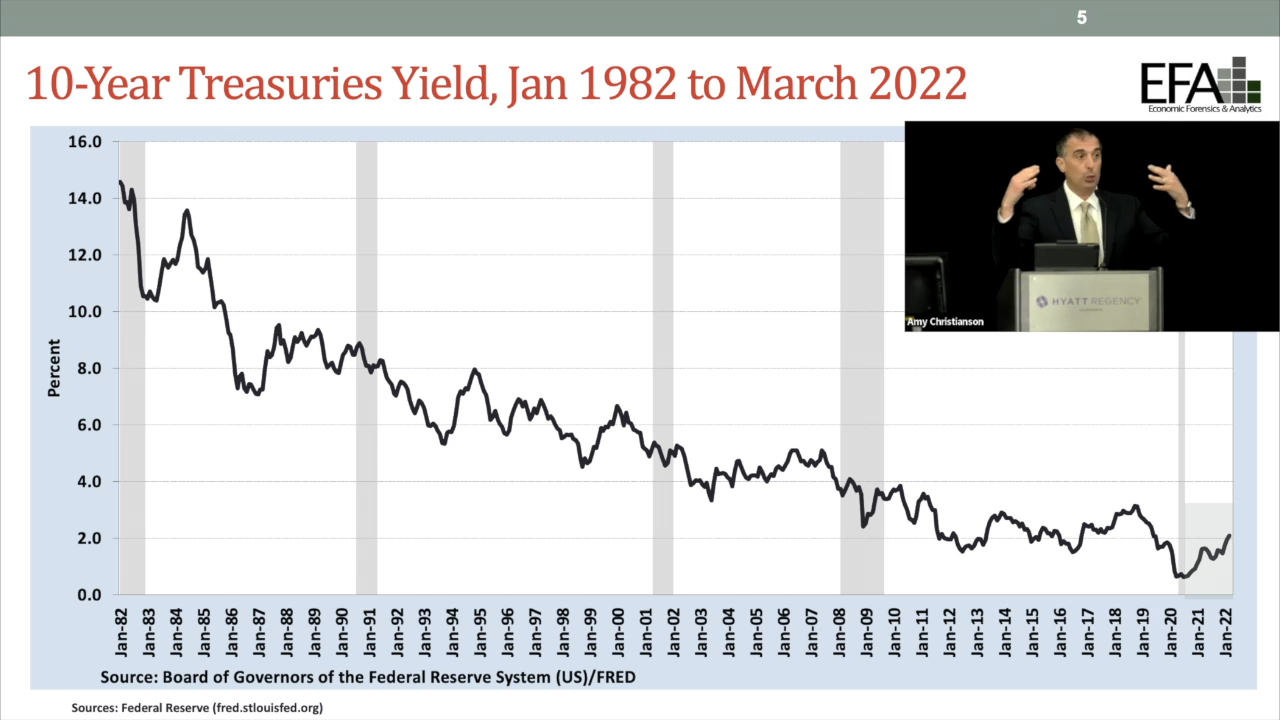 5
10-Year Treasuries Yield, Jan 1982 to March 2022
EFA
Economic Forensics & Analytics
16.0
14.0
12.0
10.0
8.0
6.0
4.0
2.0
0.0
Percent
HYATT REGENCY
Amy Christianson
Jan-82
Jan-83
Jan-84
Jan-85
Jan-86
Jan-87
Jan-88
Jan-89
Jan-90
Jan-91
Jan-92
Jan-93
Jan-94
Jan-95
Jan-96
Jan-97
Jan-98
Jan-99
Jan-00
Jan-01
Jan-02
Jan-03
Jan-04
Jan-05
Jan-06
Jan-07
Jan-08
Jan-09
Jan-10
Jan-11
Jan-12
Jan-13
Jan-14
Jan-15
Jan-16
Jan-17
Jan-18
Jan-19
Jan-20
Jan-21
Jan-22
Source: Board of Governors of the Federal Reserve System (US)/FRED
Sources: Federal Reserve (fred.stlouisfed.org)